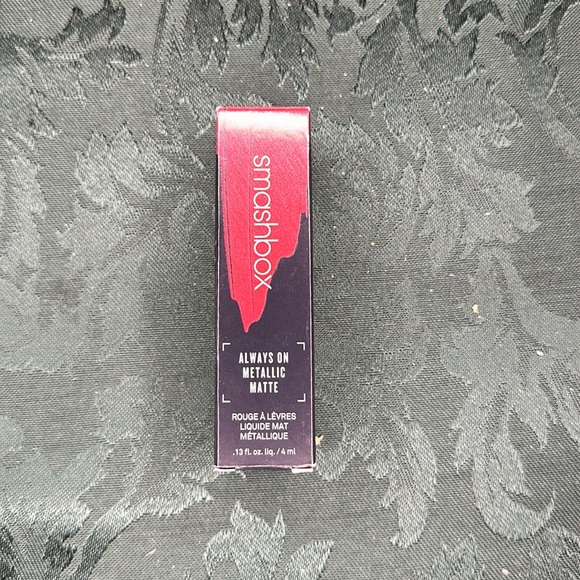 smashbox
ALWAYS ON
METALLIC
MATTE
ROUGE À LÈVRES
LIQUIDE MAT
MÉTALLIQUE
.13 fl. oz. liq. / 4 ml